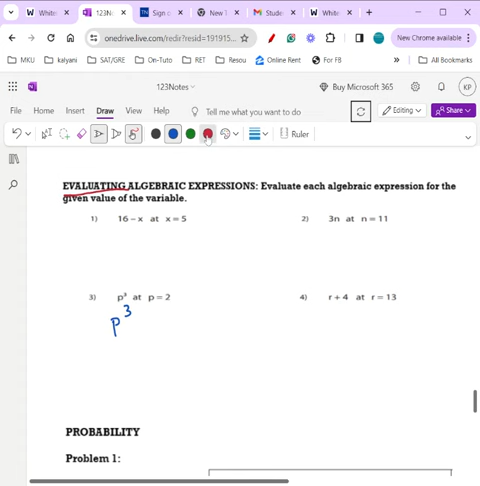 White
123Note
Sign o
New T
Studen
Whitel
onedrive.live.com/redir?resid=191915...
New Chrome available
MKU
kalyani
SAT/GRE
On-Tuto
RET
Resou
Online Rent
For FB
All Bookmarks
123Notes
Buy Microsoft 365
KP
File
Home
Insert
Draw
View
Help
Tell me what you want to do
Editing
Share
Ruler
EVALUATING ALGEBRAIC EXPRESSIONS: Evaluate each algebraic expression for the
given value of the variable.
1) 16 – x at x = 5
2) 3n at n = 11
3) p³ at p = 2
4) r + 4 at r = 13
p³
PROBABILITY
Problem 1: